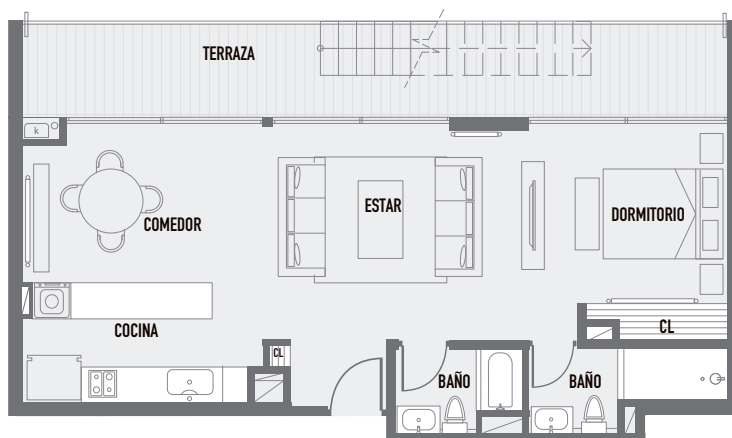 TERRAZA
k
COMEDOR
ESTAR
DORMITORIO
COCINA
CL
CL
BAÑO
BAÑO